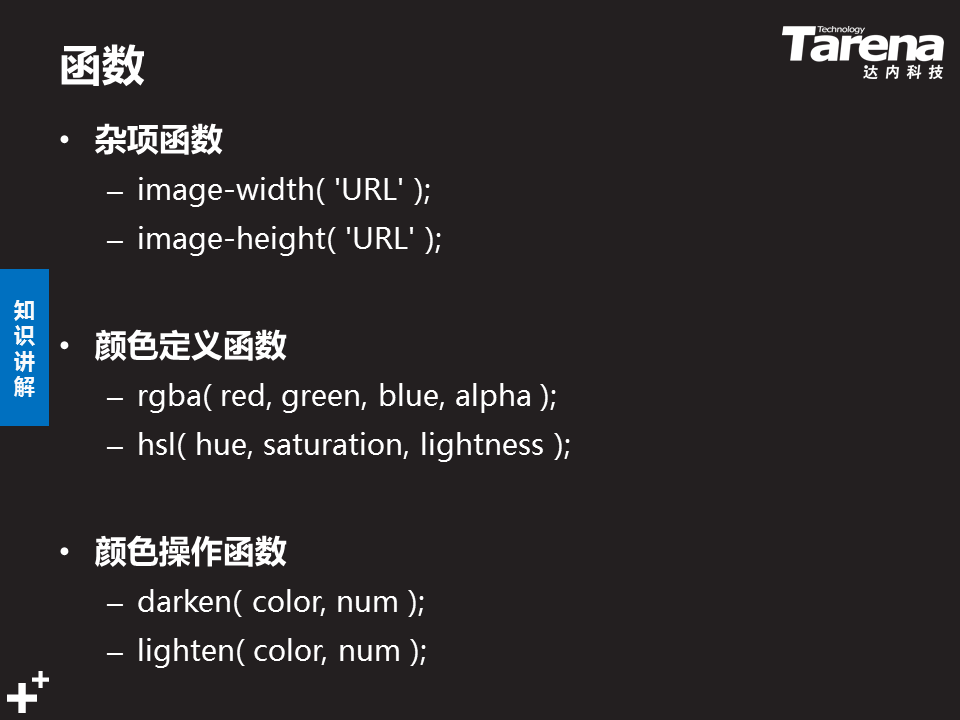 函数
Technology
Tarena
达内科技
• 杂项函数
– image-width( 'URL' );
– image-height( 'URL' );
知识讲解
• 颜色定义函数
– rgba( red, green, blue, alpha );
– hsl( hue, saturation, lightness );
• 颜色操作函数
– darken( color, num );
– lighten( color, num );